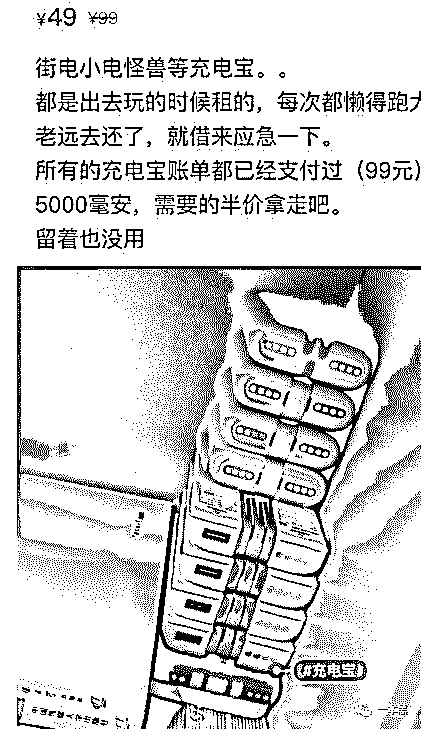 ¥49 ¥99
街电小电怪兽等充电宝。。
都是出去玩的时候租的，每次都懒得跑大
老远去还了，就借来应急一下。
所有的充电宝账单都已经支付过（99元）
5000毫安，需要的半价拿走吧。
留着也没用
#充电宝